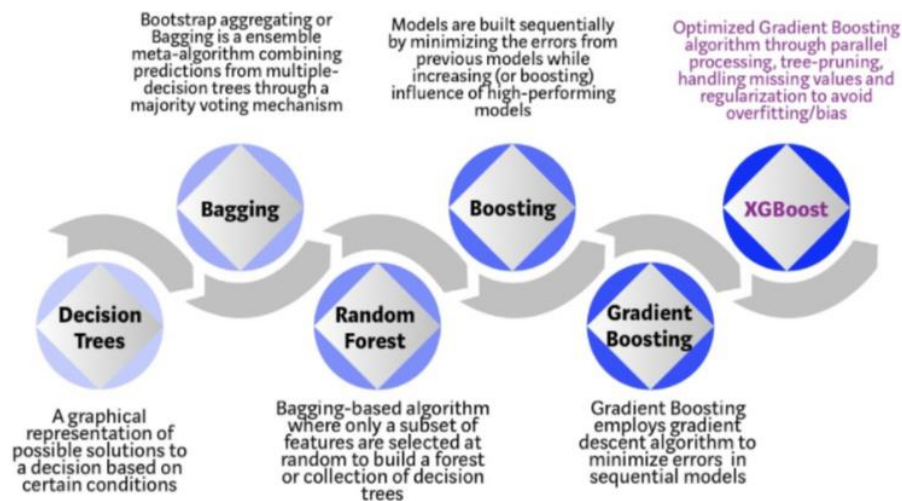 Bootstrap aggregating or
Bagging is a ensemble
meta-algorithm combining
predictions from multiple-
decision trees through a
majority voting mechanism
Models are built sequentially
by minimizing the errors from
previous models while
increasing (or boosting)
influence of high-performing
models
Optimized Gradient Boosting
algorithm through parallel
processing, tree-pruning,
handling missing values and
regularization to avoid
overfitting/bias
Bagging
Boosting
XGBoost
Decision
Trees
Random
Forest
Gradient
Boosting
A graphical
representation of
possible solutions to
a decision based on
certain conditions
Bagging-based algorithm
where only a subset of
features are selected at
random to build a forest
or collection of decision
trees
Gradient Boosting
employs gradient
descent algorithm to
minimize errors in
sequential models